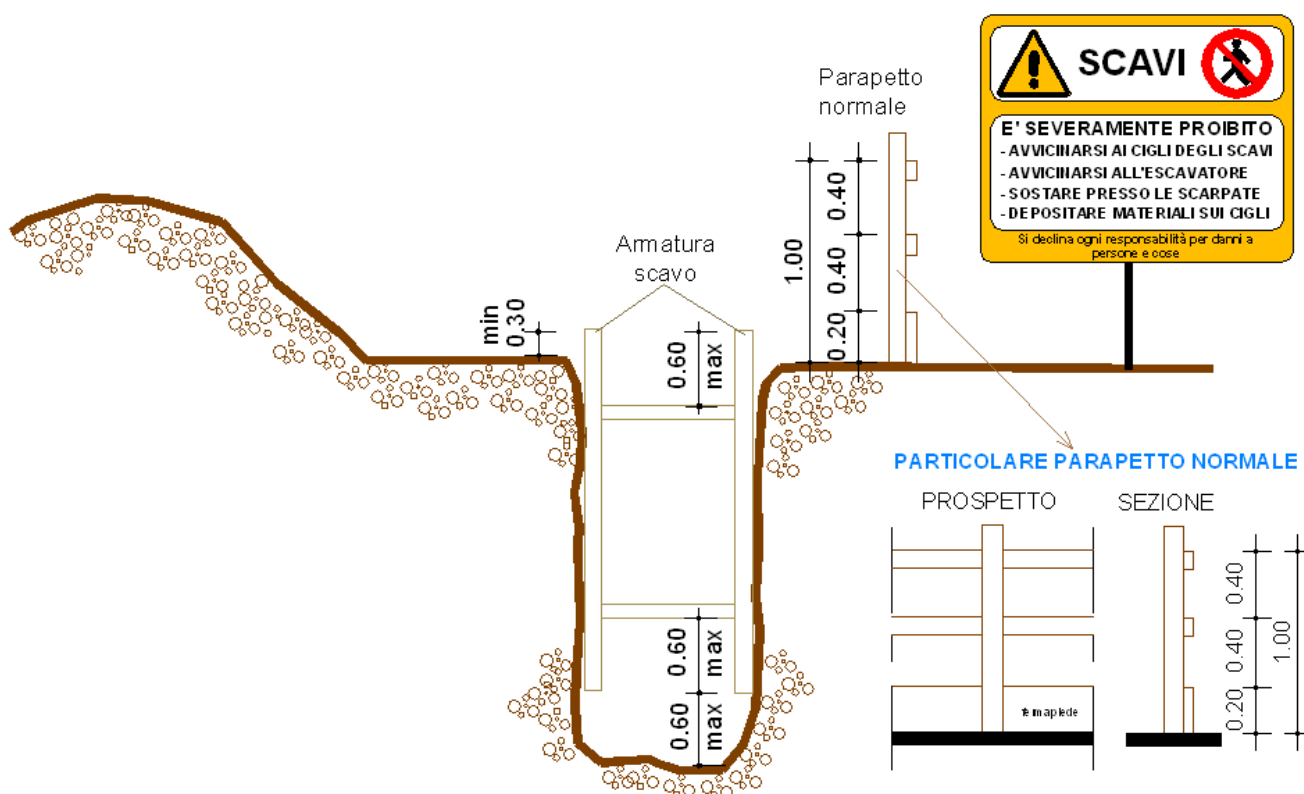 SCAVI
E' SEVERAMENTE PROIBITO
- AVVICINARSI AI CIGLI DEGLI SCAVI
- AVVICINARSI ALL'ESCAVATORE
- SOSTARE PRESSO LE SCARPATE
- DEPOSITARE MATERIALI SUI CIGLI
Si declina ogni responsabilità per danni a
persone e cose
Parapetto
normale
1.00
0.40
0.40
0.20
Armatura
scavo
min
0.30
0.60
max
0.60
max
0.60
max
PARTICOLARE PARAPETTO NORMALE
PROSPETTO
SEZIONE
fermapiede
0.40
0.40
0.20
1.00